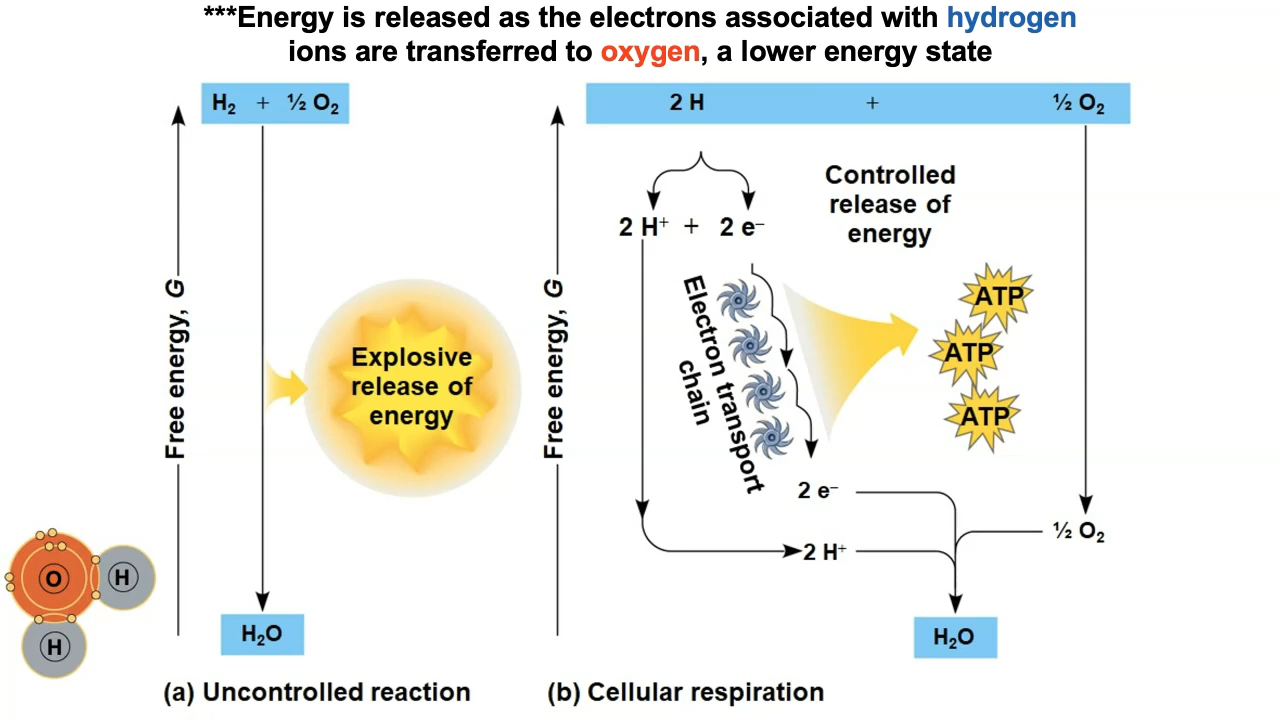 ***Energy is released as the electrons associated with hydrogen
ions are transferred to oxygen, a lower energy state
H₂ + ½ O₂
Free energy, G
Explosive
release of
energy
H₂O
O
H
H
(a) Uncontrolled reaction
2 H + ½ O₂
Free energy, G
2 H⁺ + 2 e⁻
Controlled
release of
energy
Electron transport
chain
ATP
ATP
ATP
2 e⁻
2 H⁺
½ O₂
H₂O
(b) Cellular respiration